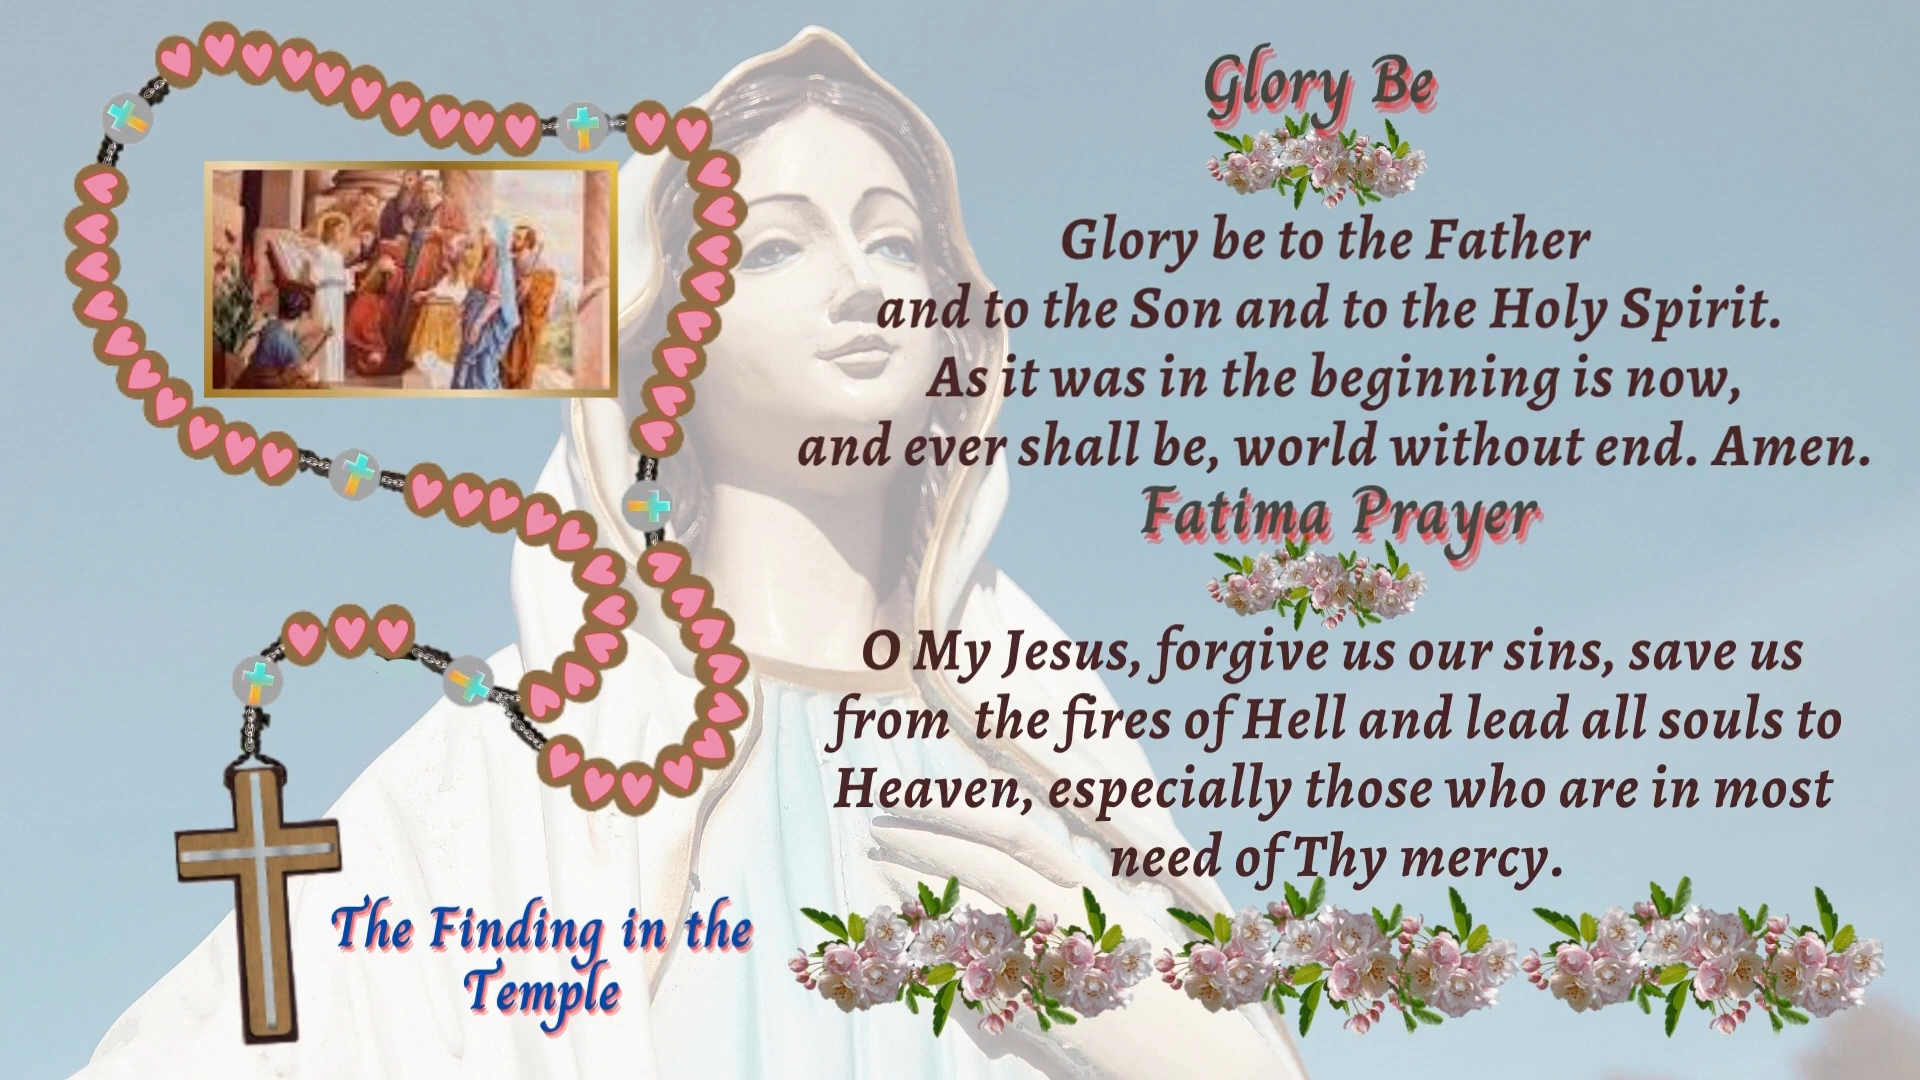 Glory Be
Glory be to the Father
and to the Son and to the Holy Spirit.
As it was in the beginning is now,
and ever shall be, world without end. Amen.
Fatima Prayer
O My Jesus, forgive us our sins, save us
from the fires of Hell and lead all souls to
Heaven, especially those who are in most
need of Thy mercy.
The Finding in the
Temple